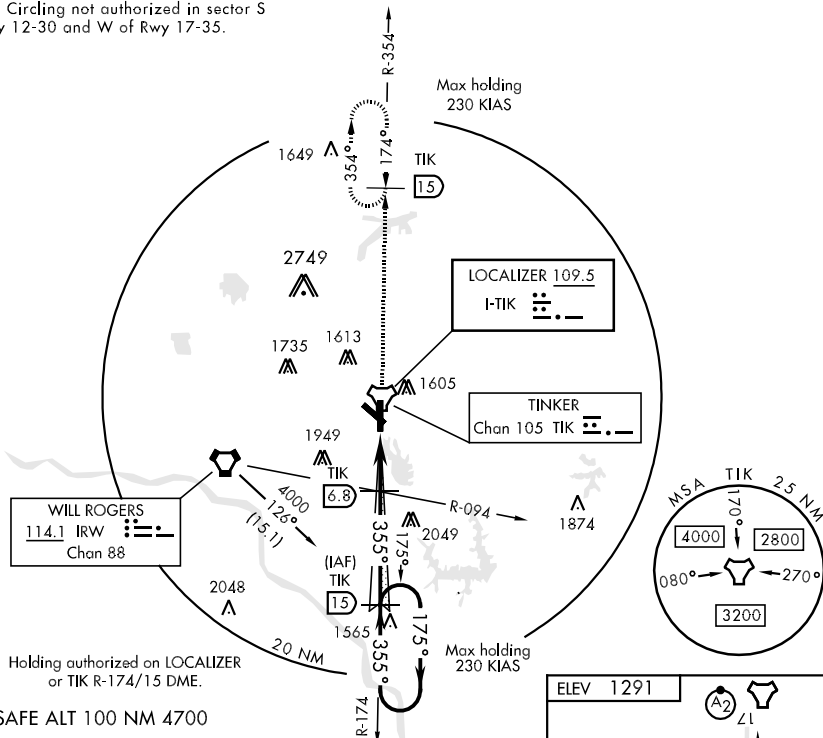 Circling not authorized in sector S
y 12-30 and W of Rwy 17-35.
R-354
Max holding
230 KIAS
1649
354°
174°
TIK
15
2749
LOCALIZER 109.5
I-TIK
1735
1613
1605
TINKER
Chan 105 TIK
1949
TIK
6.8
R-094
1874
4000
126°
(15.1)
WILL ROGERS
114.1 IRW
Chan 88
2049
355°
175°
(IAF)
TIK
15
2048
1565
355°
175°
20 NM
Max holding
230 KIAS
R-174
Holding authorized on LOCALIZER
or TIK R-174/15 DME.
SAFE ALT 100 NM 4700
MSA TIK 25 NM
170°
4000
2800
080°
270°
3200
ELEV 1291
A2
17